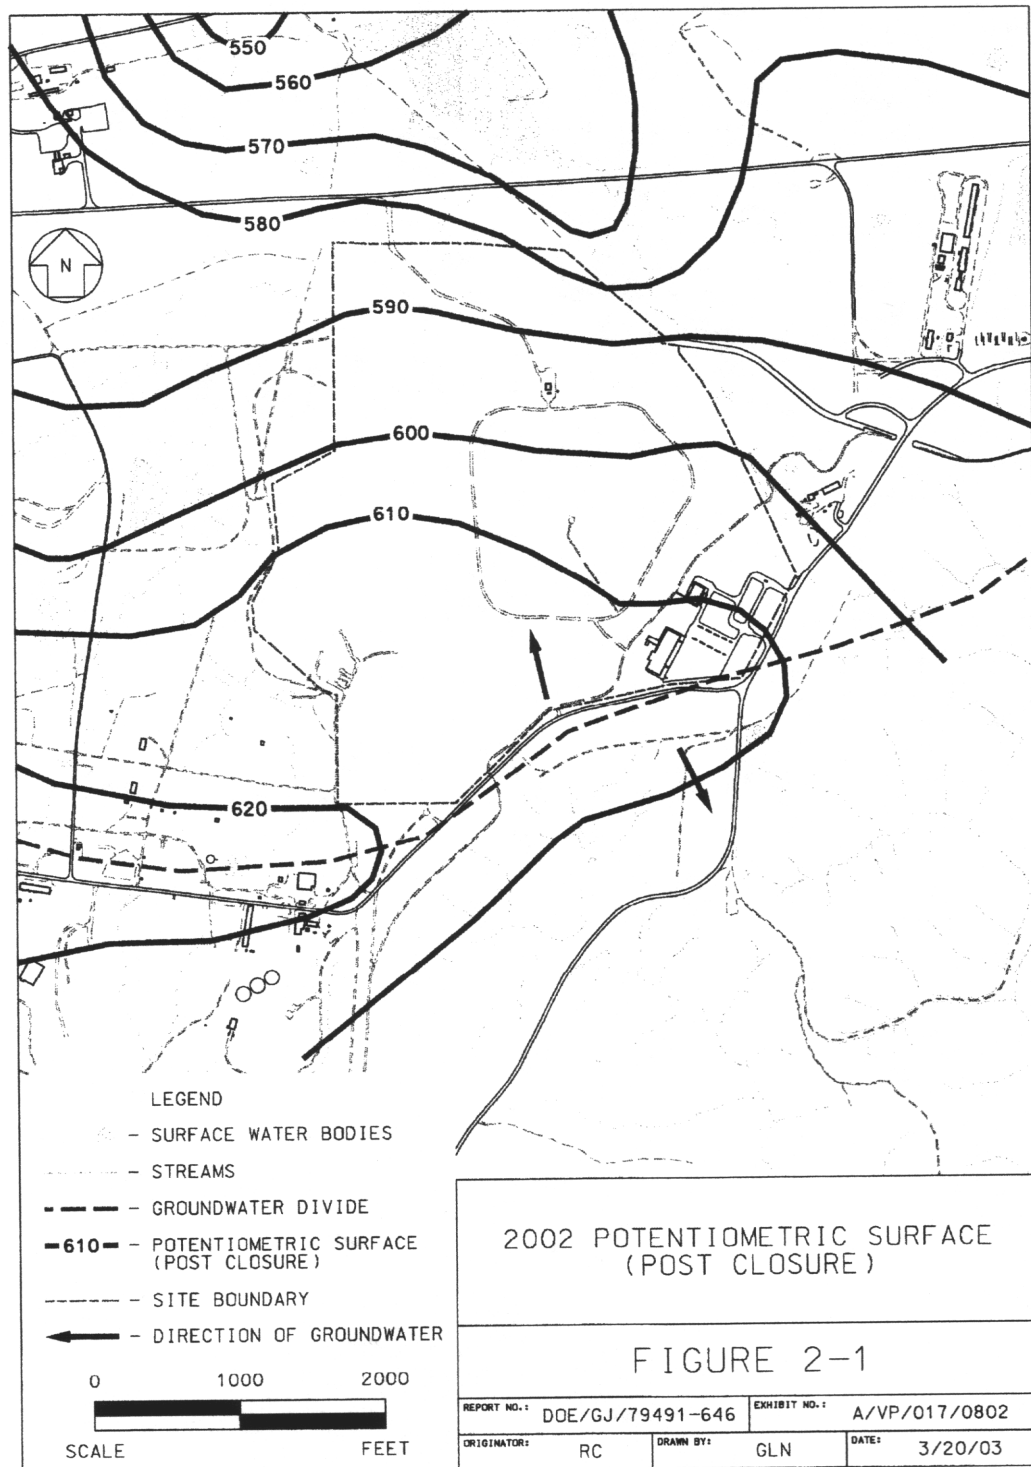 550
560
570
580
N
590
600
610
620
LEGEND
- SURFACE WATER BODIES
- STREAMS
- GROUNDWATER DIVIDE
610 - POTENTIOMETRIC SURFACE
(POST CLOSURE)
- SITE BOUNDARY
- DIRECTION OF GROUNDWATER
0 1000 2000
SCALE FEET
2002 POTENTIOMETRIC SURFACE
(POST CLOSURE)
FIGURE 2-1
REPORT NO.: DOE/GJ/79491-646 EXHIBIT NO.: A/VP/017/0802
ORIGINATOR: RC DRAWN BY: GLN DATE: 3/20/03